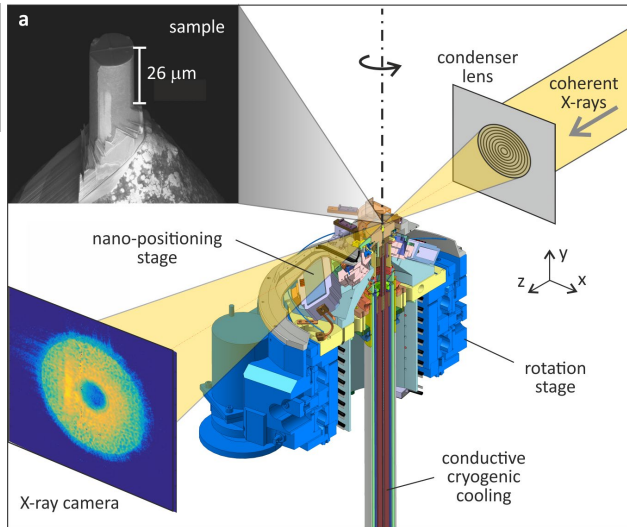 a
sample
26 μm
condenser
lens
coherent
X-rays
nano-positioning
stage
y
z
x
rotation
stage
conductive
cryogenic
cooling
X-ray camera